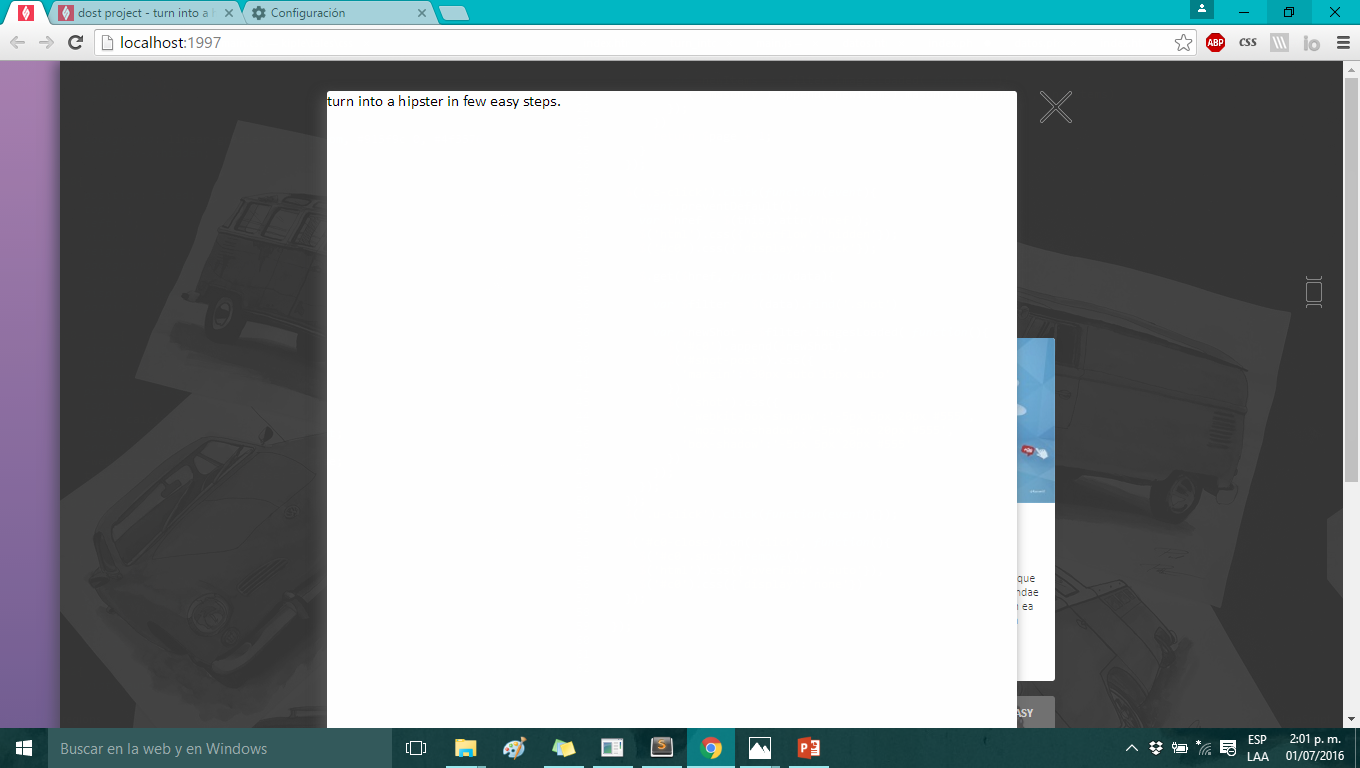 dost project - turn into a h
Configuración
localhost:1997
ABP
CSS
io
turn into a hipster in few easy steps.
que
ndae
ea
ASY
Buscar en la web y en Windows
S
P
ESP
LAA
2:01 p. m.
01/07/2016